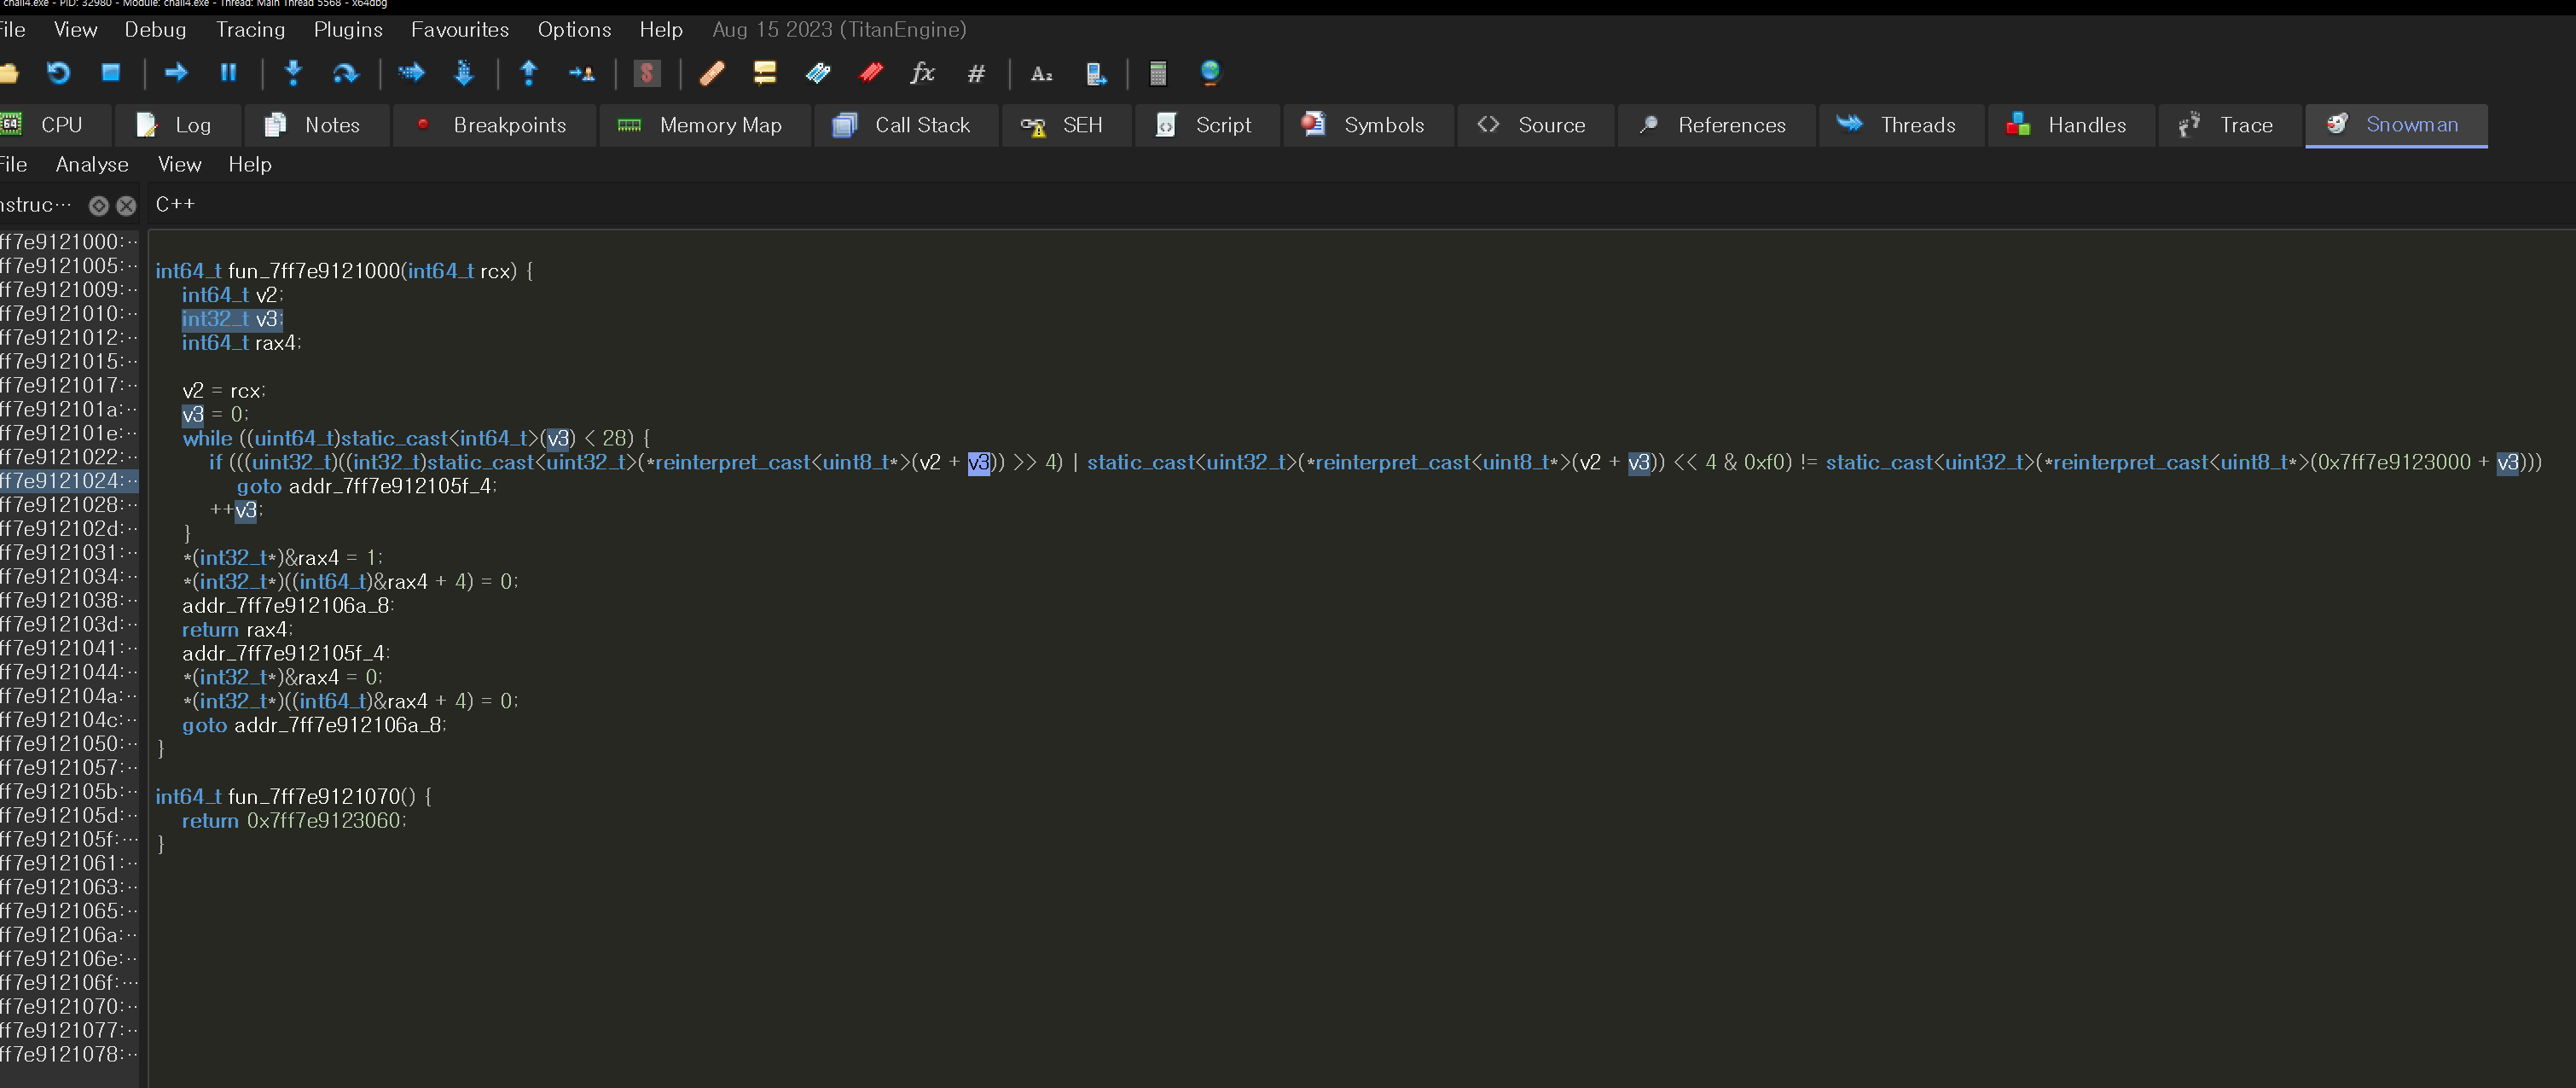 chall4.exe - PID: 32980 - Module: chall4.exe - Thread: Main Thread 5568 - x64dbg
File View Debug Tracing Plugins Favourites Options Help Aug 15 2023 (TitanEngine)
CPU Log Notes Breakpoints Memory Map Call Stack SEH Script Symbols Source References Threads Handles Trace Snowman
File Analyse View Help
nstruc··· C++
ff7e9121000:··
ff7e9121005:··
ff7e9121009:··
ff7e9121010:··
ff7e9121012:··
ff7e9121015:··
ff7e9121017:··
ff7e912101a:··
ff7e912101e:··
ff7e9121022:··
ff7e9121024:··
ff7e9121028:··
ff7e912102d:··
ff7e9121031:··
ff7e9121034:··
ff7e9121038:··
ff7e912103d:··
ff7e9121041:··
ff7e9121044:··
ff7e912104a:··
ff7e912104c:··
ff7e9121050:··
ff7e9121057:··
ff7e912105b:··
ff7e912105d:··
ff7e912105f:···
ff7e9121061:··
ff7e9121063:··
ff7e9121065:··
ff7e912106a:··
ff7e912106e:··
ff7e912106f:···
ff7e9121070:··
ff7e9121077:··
ff7e9121078:··
int64_t fun_7ff7e9121000(int64_t rcx) {
int64_t v2;
int32_t v3;
int64_t rax4;
v2 = rcx;
v3 = 0;
while ((uint64_t)static_cast<int64_t>(v3) < 28) {
if (((uint32_t)((int32_t)static_cast<uint32_t>(*reinterpret_cast<uint8_t*>(v2 + v3)) >> 4) | static_cast<uint32_t>(*reinterpret_cast<uint8_t*>(v2 + v3)) << 4 & 0xf0) != static_cast<uint32_t>(*reinterpret_cast<uint8_t*>(0x7ff7e9123000 + v3)))
goto addr_7ff7e912105f_4;
++v3;
}
*(int32_t*)&rax4 = 1;
*(int32_t*)((int64_t)&rax4 + 4) = 0;
addr_7ff7e912106a_8:
return rax4;
addr_7ff7e912105f_4:
*(int32_t*)&rax4 = 0;
*(int32_t*)((int64_t)&rax4 + 4) = 0;
goto addr_7ff7e912106a_8;
}
int64_t fun_7ff7e9121070() {
return 0x7ff7e9123060;
}